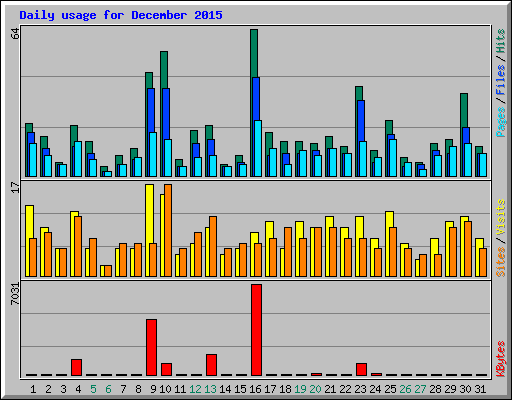 Daily usage for December 2015
64
Pages / Files / Hits
17
Sites / Visits
7031
KBytes
1 2 3 4 5 6 7 8 9 10 11 12 13 14 15 16 17 18 19 20 21 22 23 24 25 26 27 28 29 30 31